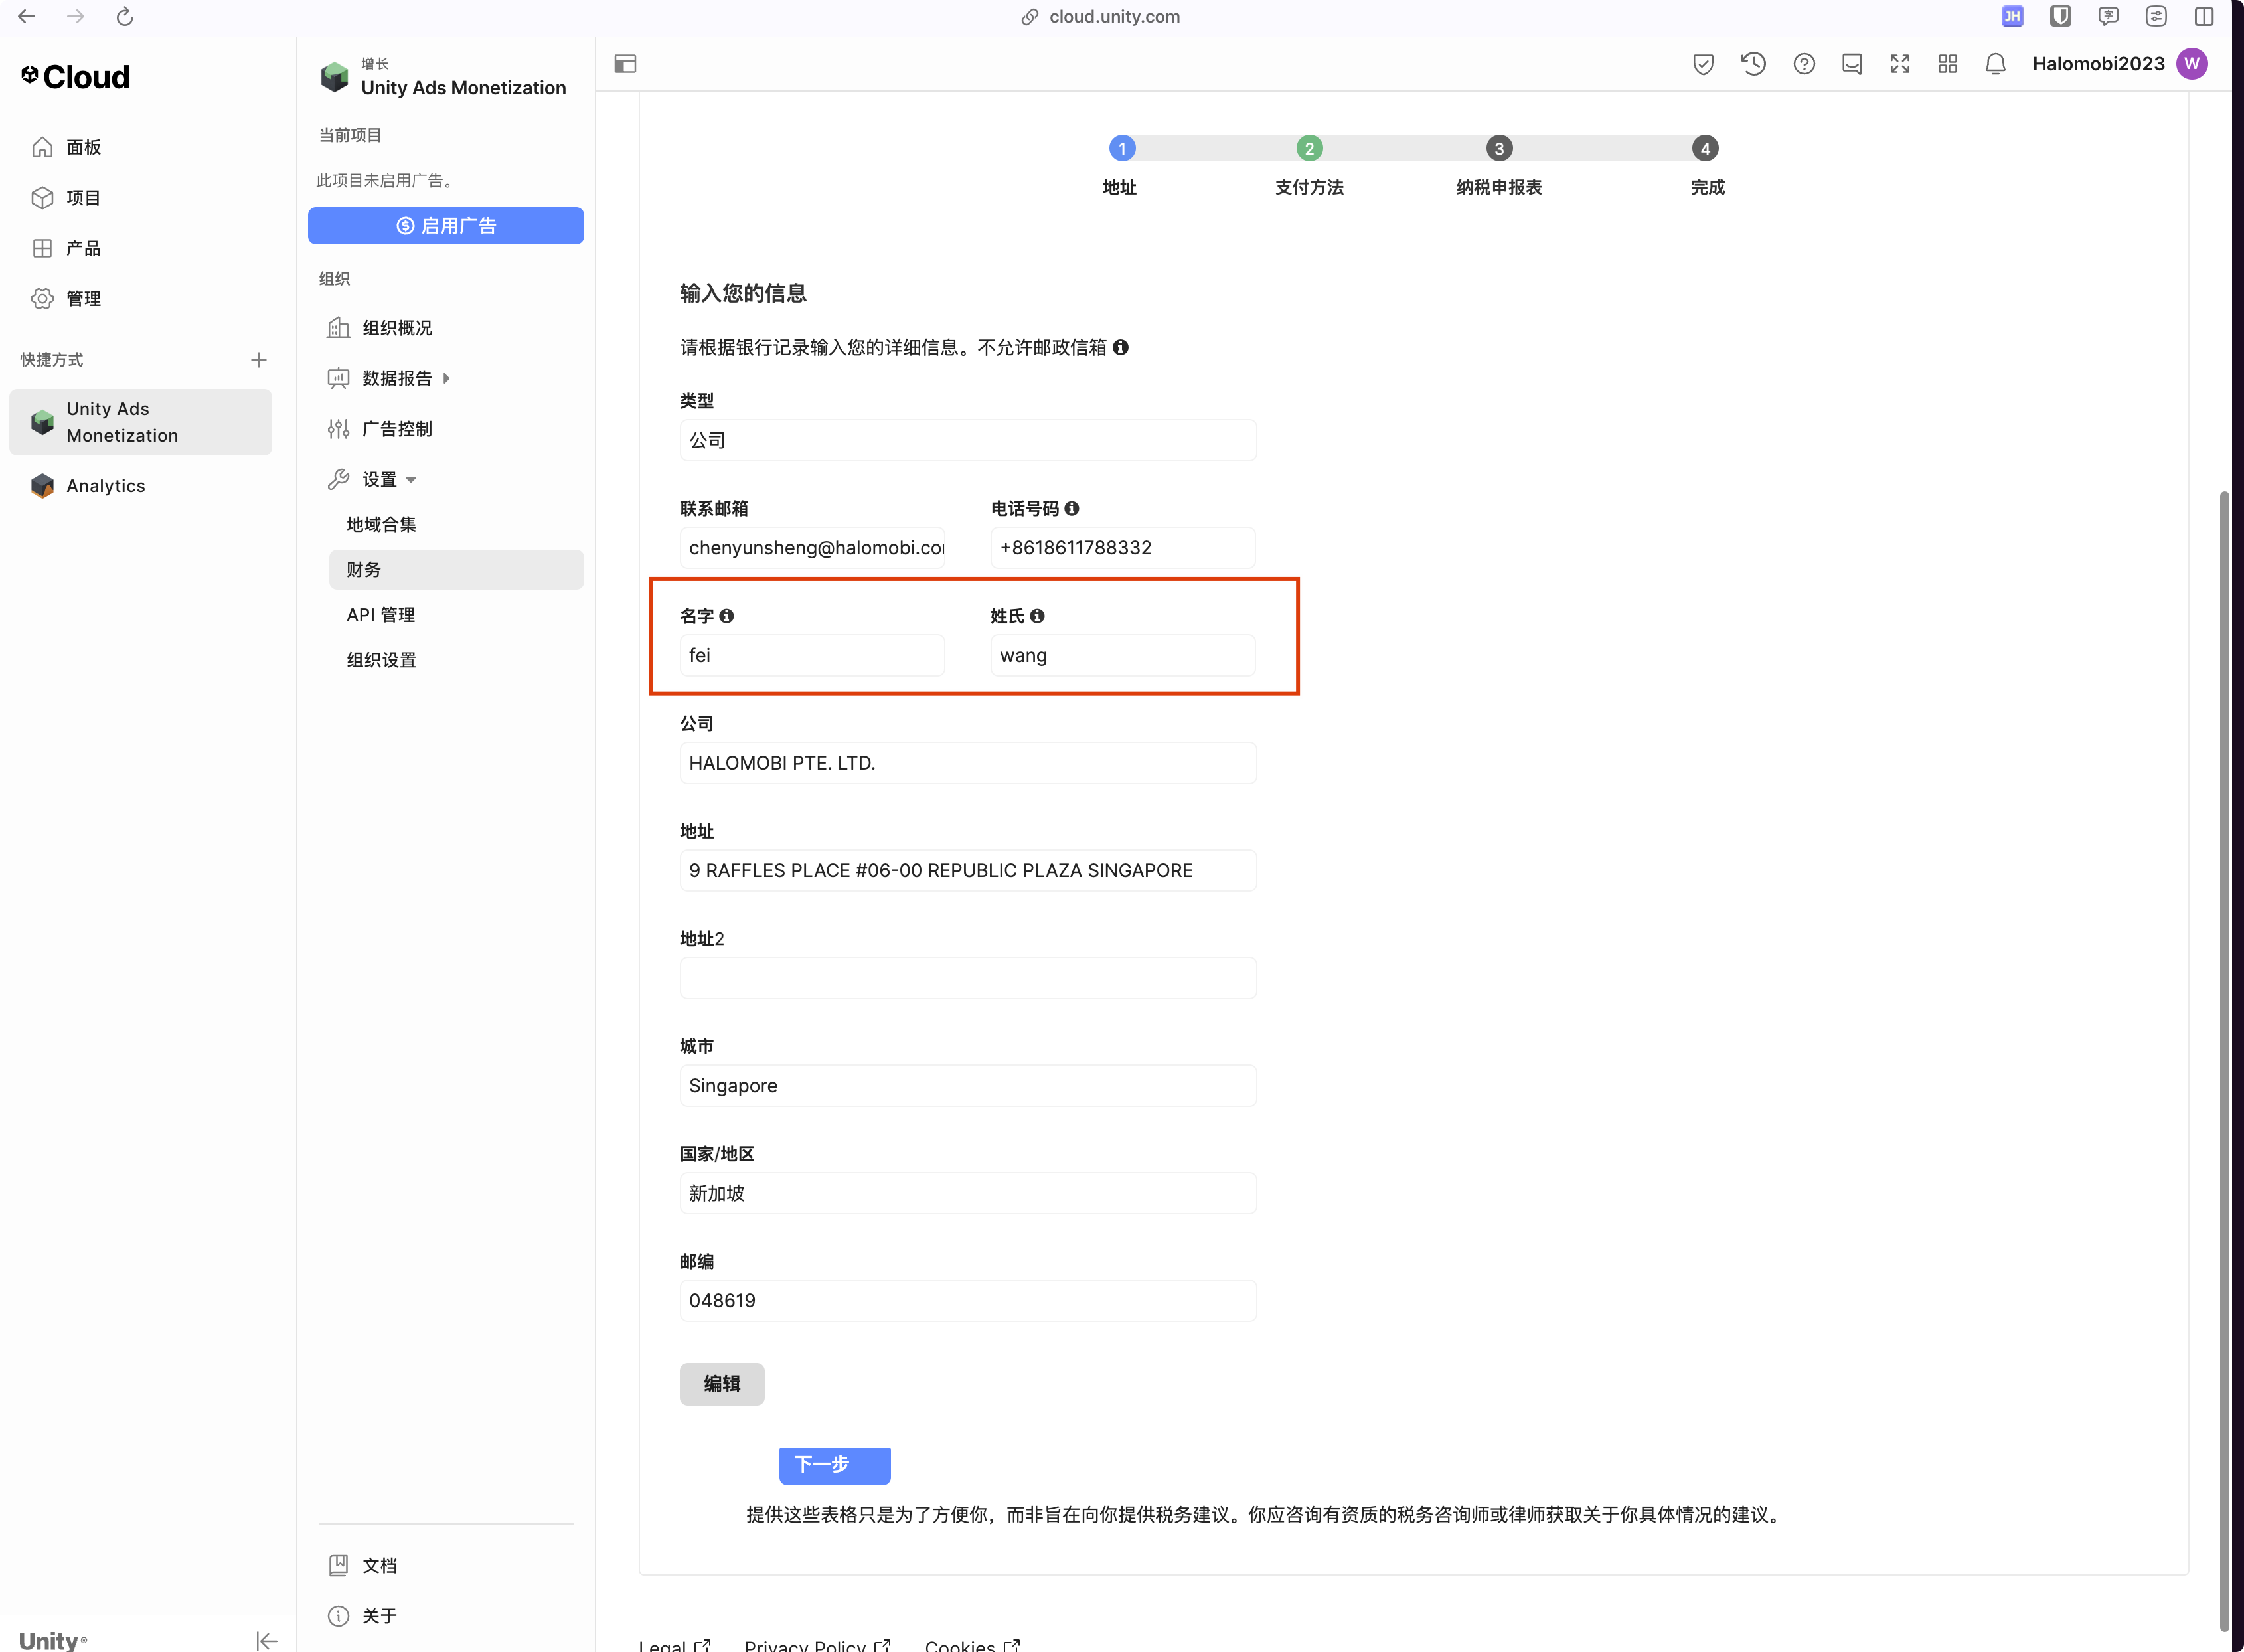 cloud.unity.com
JH
字
Cloud
面板
项目
产品
管理
快捷方式
Unity Ads
Monetization
Analytics
Unity®
增长
Unity Ads Monetization
当前项目
此项目未启用广告。
启用广告
组织
组织概况
数据报告
广告控制
设置
地域合集
财务
API 管理
组织设置
文档
关于
Halomobi2023 W
1 2 3 4
地址 支付方法 纳税申报表 完成
输入您的信息
请根据银行记录输入您的详细信息。不允许邮政信箱
类型
公司
联系邮箱 电话号码
chenyunsheng@halomobi.co +8618611788332
名字 姓氏
fei wang
公司
HALOMOBI PTE. LTD.
地址
9 RAFFLES PLACE #06-00 REPUBLIC PLAZA SINGAPORE
地址2
城市
Singapore
国家/地区
新加坡
邮编
048619
编辑
下一步
提供这些表格只是为了方便你，而非旨在向你提供税务建议。你应咨询有资质的税务咨询师或律师获取关于你具体情况的建议。
Legal Privacy Policy Cookies